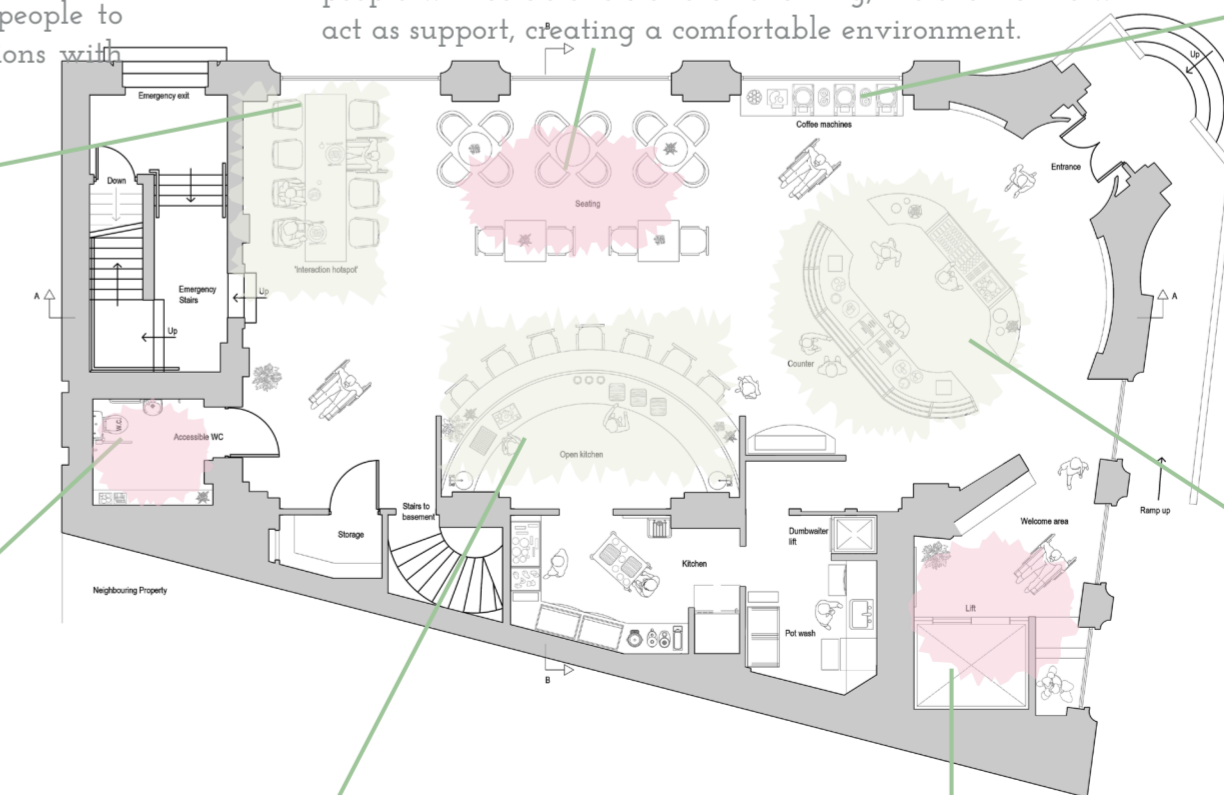 people to
ions with
act as support, creating a comfortable environment.
B
Up
Emergency exit
Coffee machines
Entrance
Down
Seating
'Interaction hotspot'
A
Emergency
Stairs
Up
A
Up
Counter
Accessible WC
W.C.
Open kitchen
Stairs to
basement
Storage
Dumbwaiter
lift
Kitchen
Welcome area
Ramp up
Neighbouring Property
Lift
Pot wash
B